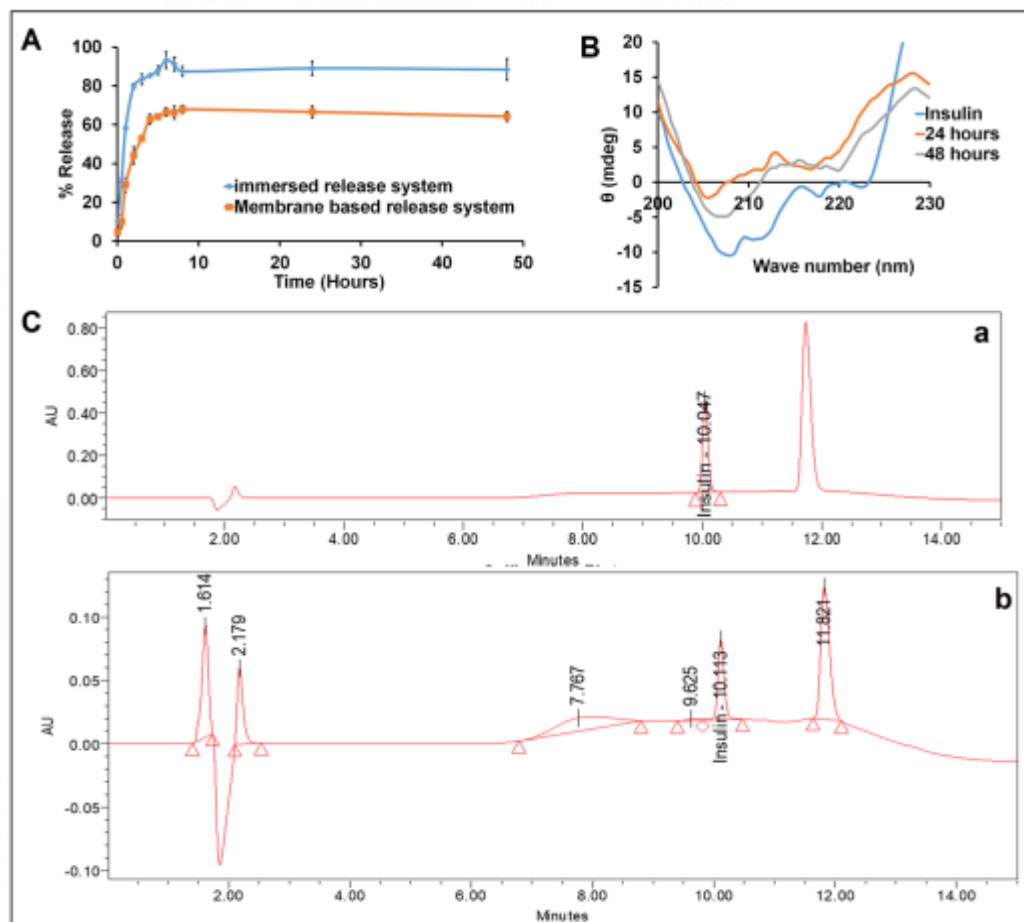 A
100
80
60
40
20
0
% Release
immersed release system
Membrane based release system
0
10
20
30
40
50
Time (Hours)
B
20
15
10
5
0
-5
-10
-15
θ (mdeg)
200
210
220
230
Insulin
24 hours
48 hours
Wave number (nm)
C
a
0.80
0.60
0.40
0.20
0.00
AU
Insulin - 10.047
2.00
4.00
6.00
8.00
10.00
12.00
14.00
Minutes
b
0.10
0.05
0.00
-0.05
-0.10
AU
1.614
2.179
7.767
9.625
Insulin - 10.113
11.821
2.00
4.00
6.00
8.00
10.00
12.00
14.00
Minutes